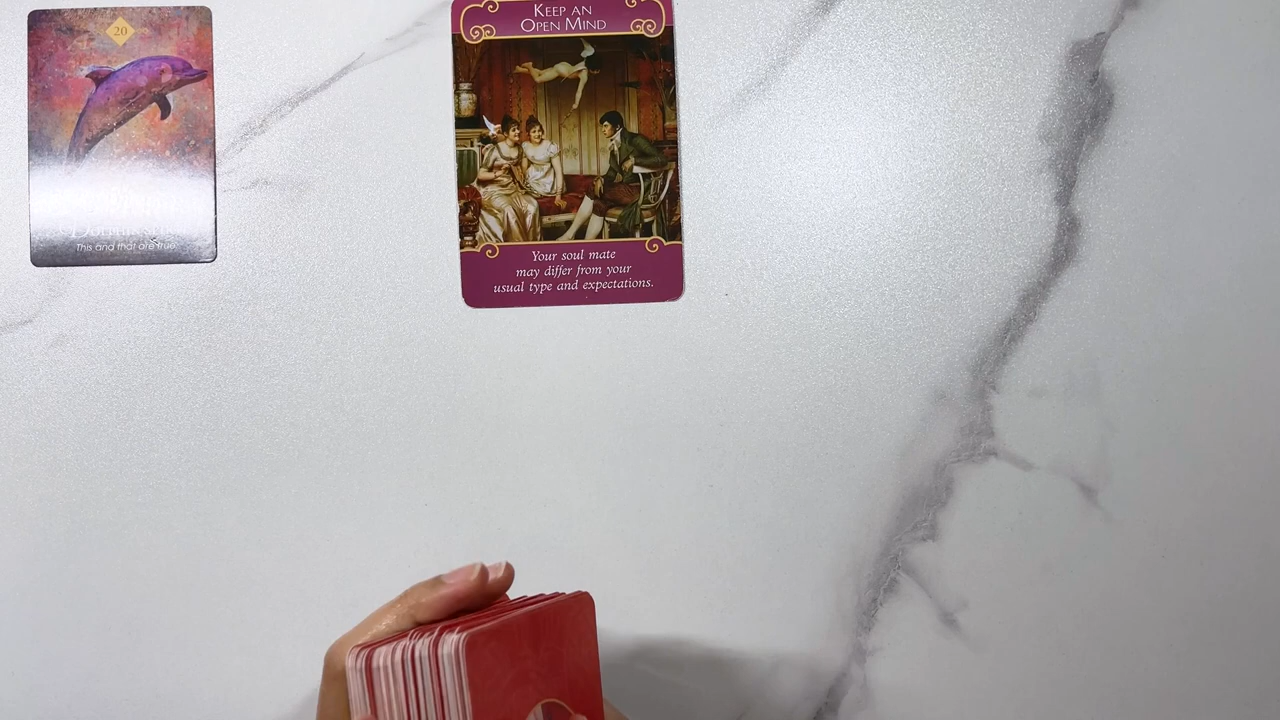 20
This and that are true
KEEP AN
OPEN MIND
Your soul mate
may differ from your
usual type and expectations.